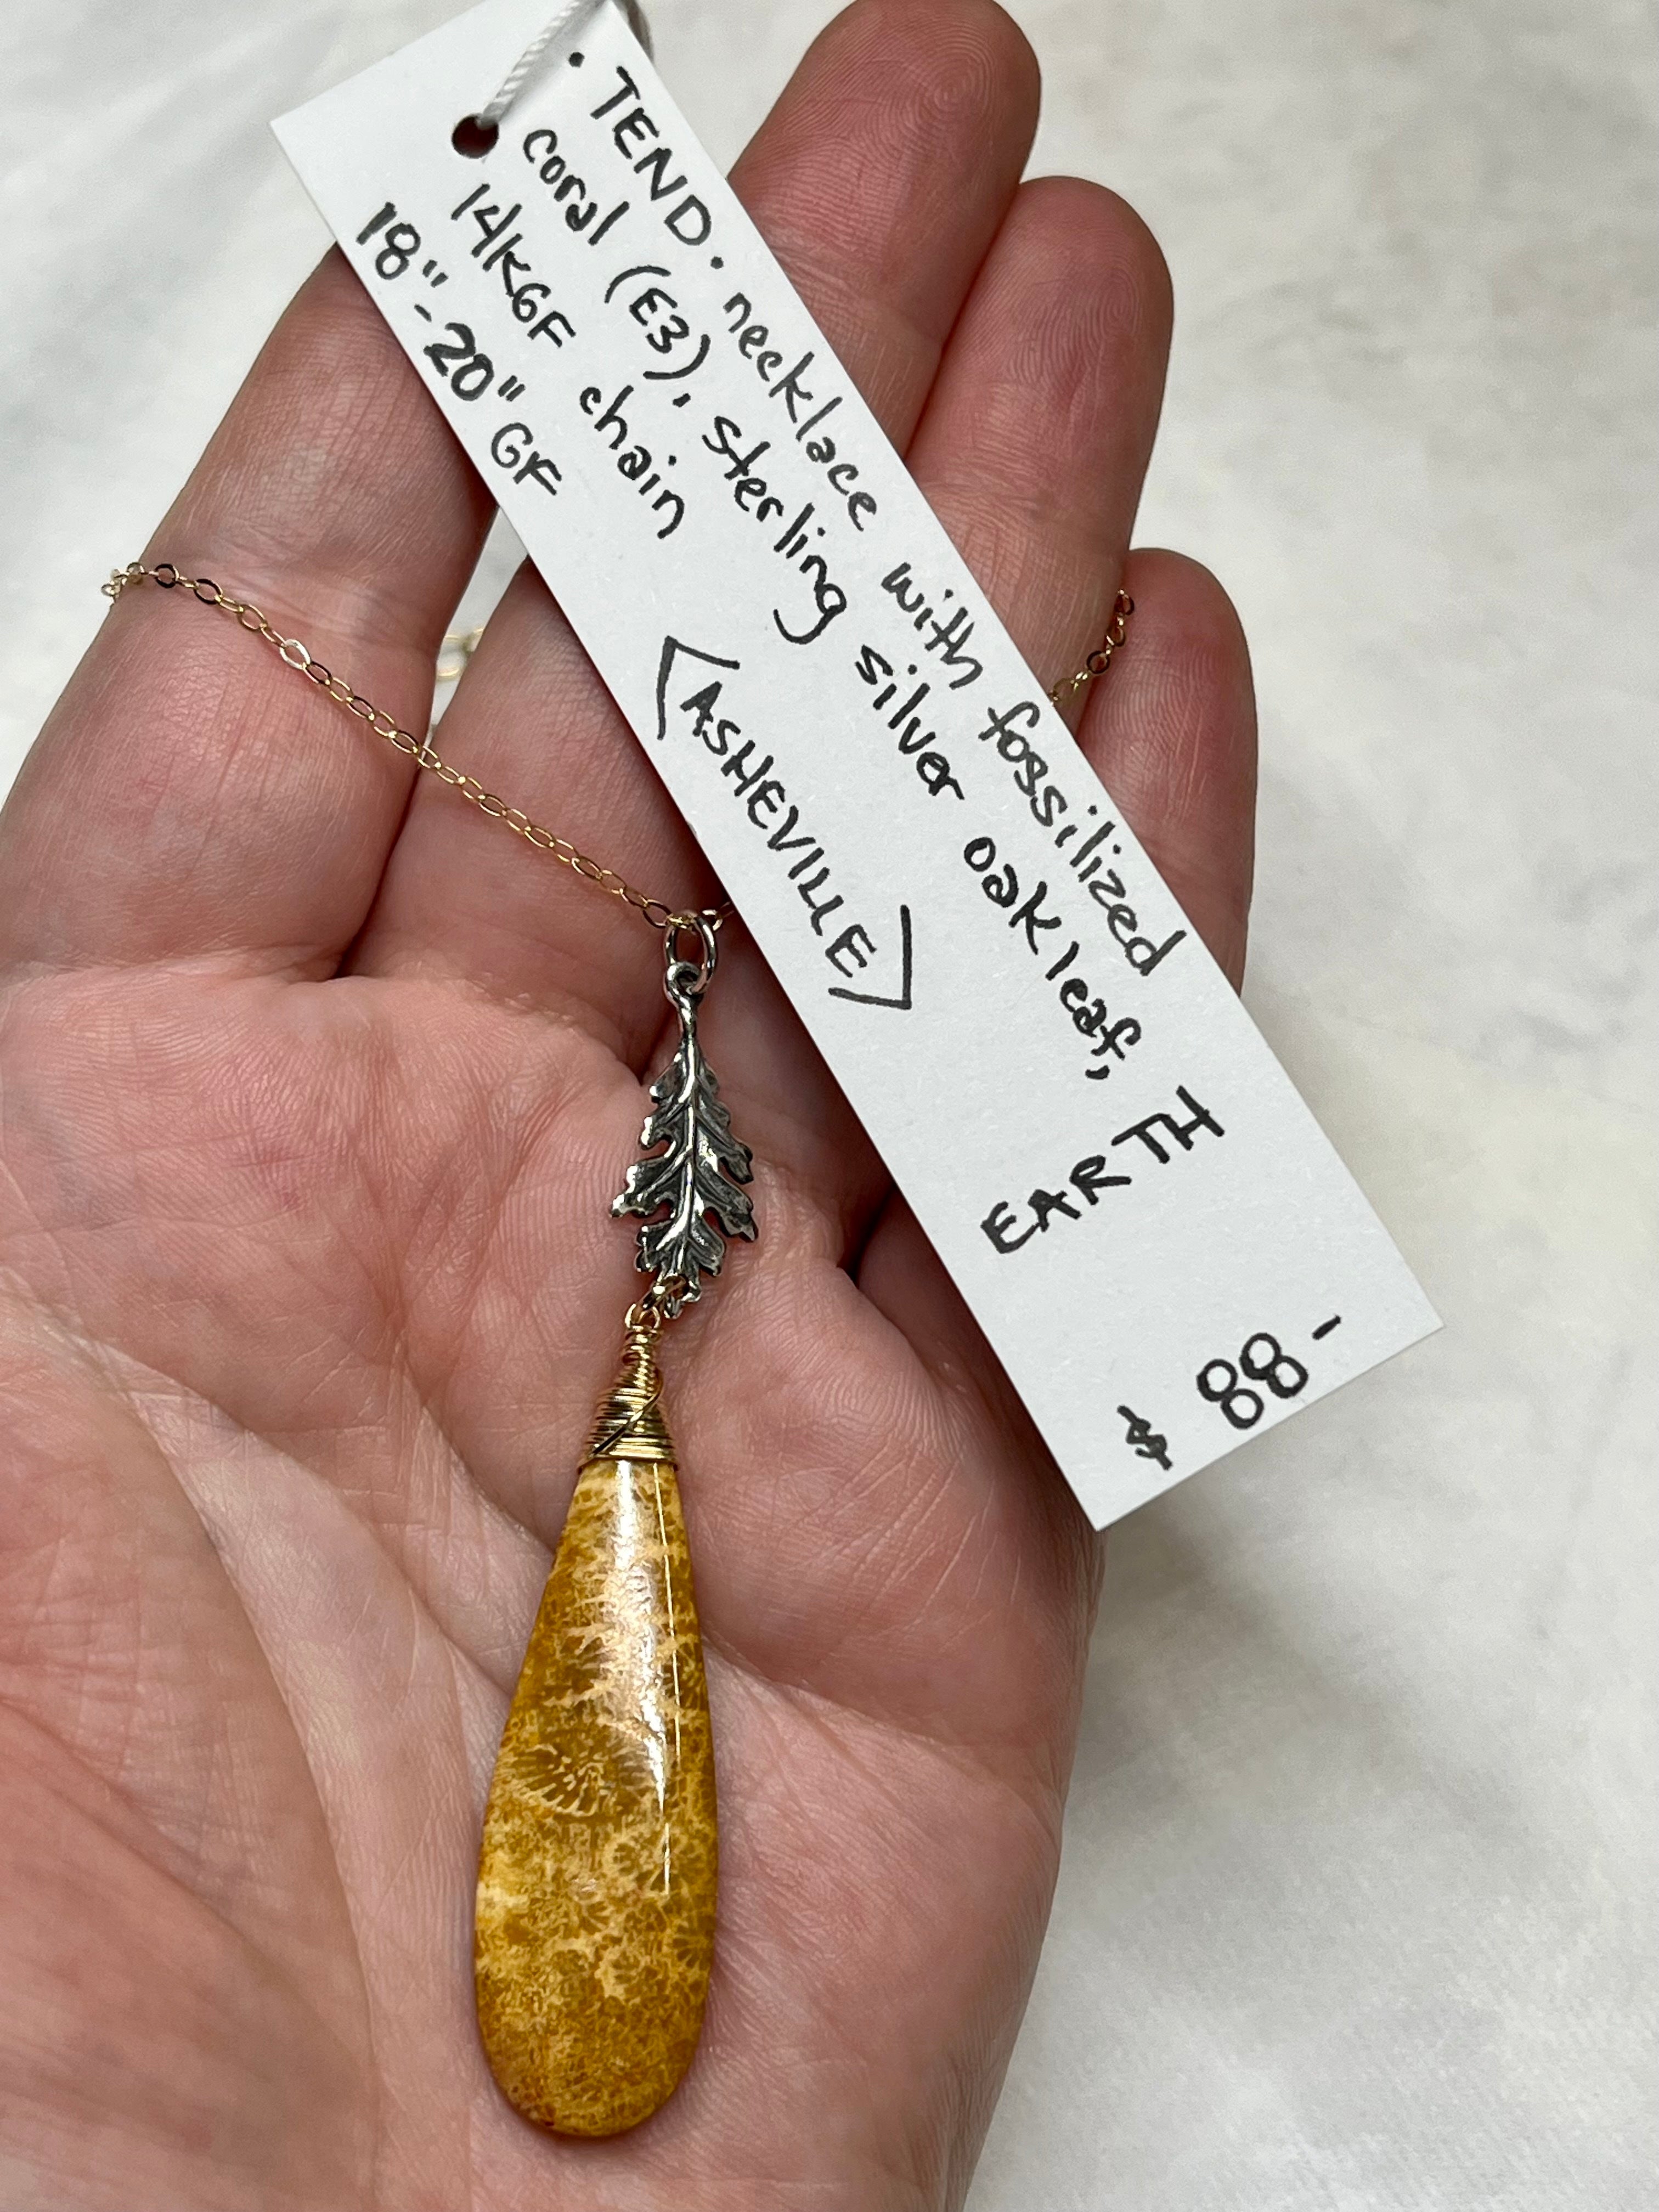 • TEND. necklace with fossilized
coral (E3), sterling silver oak leaf,
14kGF chain
18"-20" GF
<ASHEVILLE>
EARTH
$ 88-